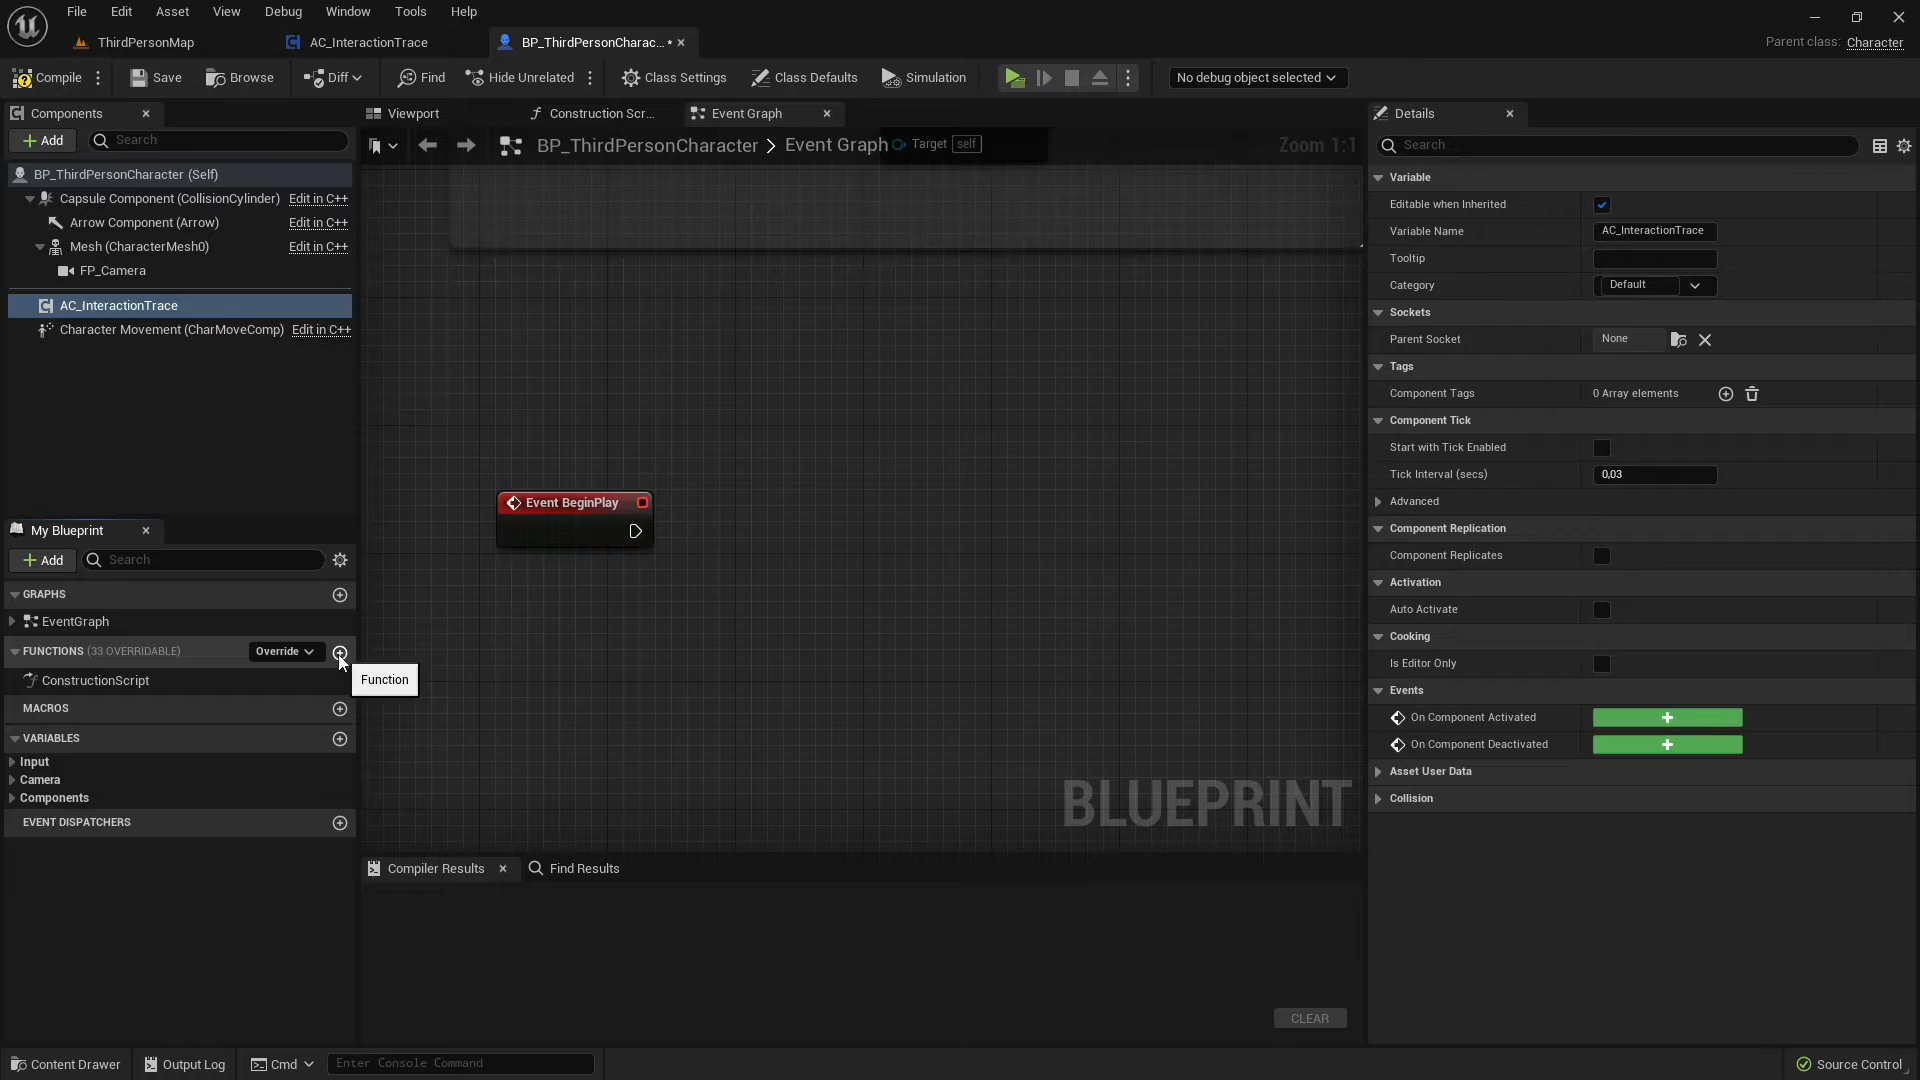 File Edit Asset View Debug Window Tools Help
ThirdPersonMap AC_InteractionTrace BP_ThirdPersonCharac... •
Parent class: Character
Compile Save Browse Diff Find Hide Unrelated Class Settings Class Defaults Simulation No debug object selected
Components
Add Search
BP_ThirdPersonCharacter (Self)
Capsule Component (CollisionCylinder) Edit in C++
Arrow Component (Arrow) Edit in C++
Mesh (CharacterMesh0) Edit in C++
FP_Camera
AC_InteractionTrace
Character Movement (CharMoveComp) Edit in C++
My Blueprint
Add Search
GRAPHS
EventGraph
FUNCTIONS (33 OVERRIDABLE) Override
Function
ConstructionScript
MACROS
VARIABLES
Input
Camera
Components
EVENT DISPATCHERS
Viewport Construction Scr... Event Graph
BP_ThirdPersonCharacter > Event Graph Target self Zoom 1:1
Event BeginPlay
BLUEPRINT
Compiler Results Find Results
CLEAR
Details
Search
Variable
Editable when Inherited
Variable Name AC_InteractionTrace
Tooltip
Category Default
Sockets
Parent Socket None
Tags
Component Tags 0 Array elements
Component Tick
Start with Tick Enabled
Tick Interval (secs) 0,03
Advanced
Component Replication
Component Replicates
Activation
Auto Activate
Cooking
Is Editor Only
Events
On Component Activated
On Component Deactivated
Asset User Data
Collision
Content Drawer Output Log Cmd Enter Console Command Source Control